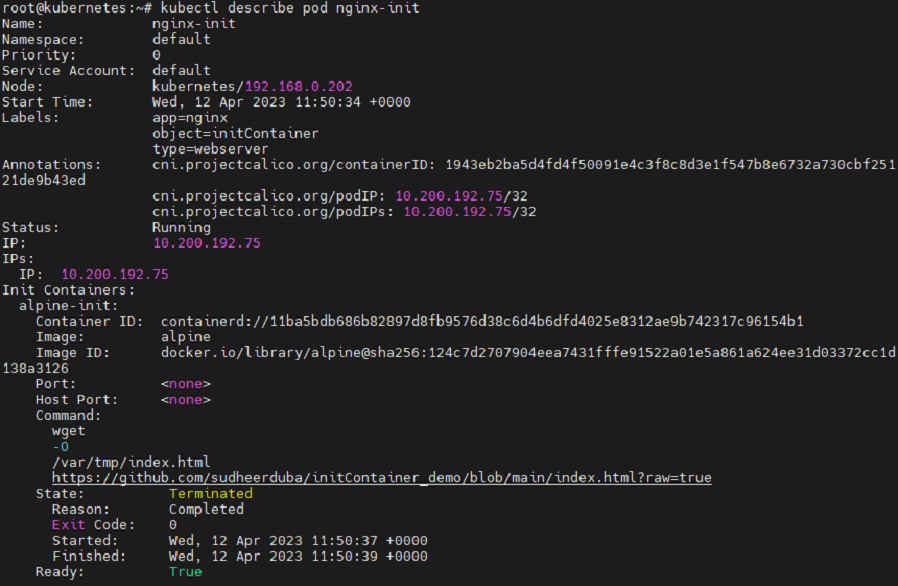 root@kubernetes:~# kubectl describe pod nginx-init
Name:             nginx-init
Namespace:        default
Priority:         0
Service Account:  default
Node:             kubernetes/192.168.0.202
Start Time:       Wed, 12 Apr 2023 11:50:34 +0000
Labels:           app=nginx
                  object=initContainer
                  type=webserver
Annotations:      cni.projectcalico.org/containerID: 1943eb2ba5d4fd4f50091e4c3f8c8d3e1f547b8e6732a730cbf251
21de9b43ed
                  cni.projectcalico.org/podIP: 10.200.192.75/32
                  cni.projectcalico.org/podIPs: 10.200.192.75/32
Status:           Running
IP:               10.200.192.75
IPs:
  IP:  10.200.192.75
Init Containers:
  alpine-init:
    Container ID:  containerd://11ba5bdb686b82897d8fb9576d38c6d4b6dfd4025e8312ae9b742317c96154b1
    Image:         alpine
    Image ID:      docker.io/library/alpine@sha256:124c7d2707904eea7431fffe91522a01e5a861a624ee31d03372cc1d
138a3126
    Port:          <none>
    Host Port:     <none>
    Command:
      wget
      -O
      /var/tmp/index.html
      https://github.com/sudheerduba/initContainer_demo/blob/main/index.html?raw=true
    State:          Terminated
      Reason:       Completed
      Exit Code:    0
      Started:      Wed, 12 Apr 2023 11:50:37 +0000
      Finished:     Wed, 12 Apr 2023 11:50:39 +0000
    Ready:          True